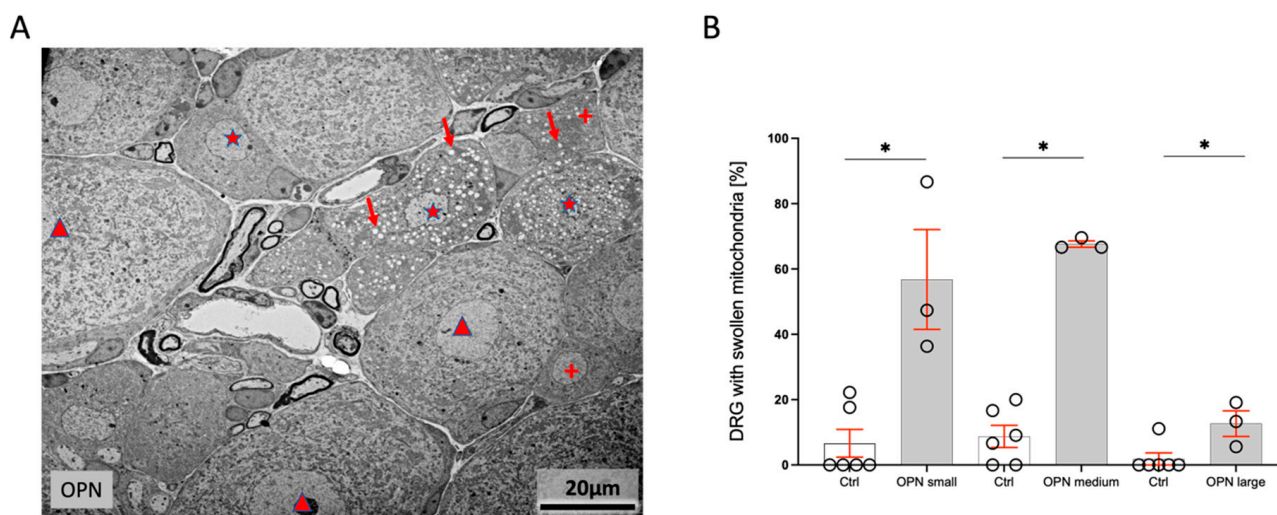 A
OPN
20μm
B
DRG with swollen mitochondria [%]
100
80
60
40
20
0
* * *
Ctrl OPN small Ctrl OPN medium Ctrl OPN large